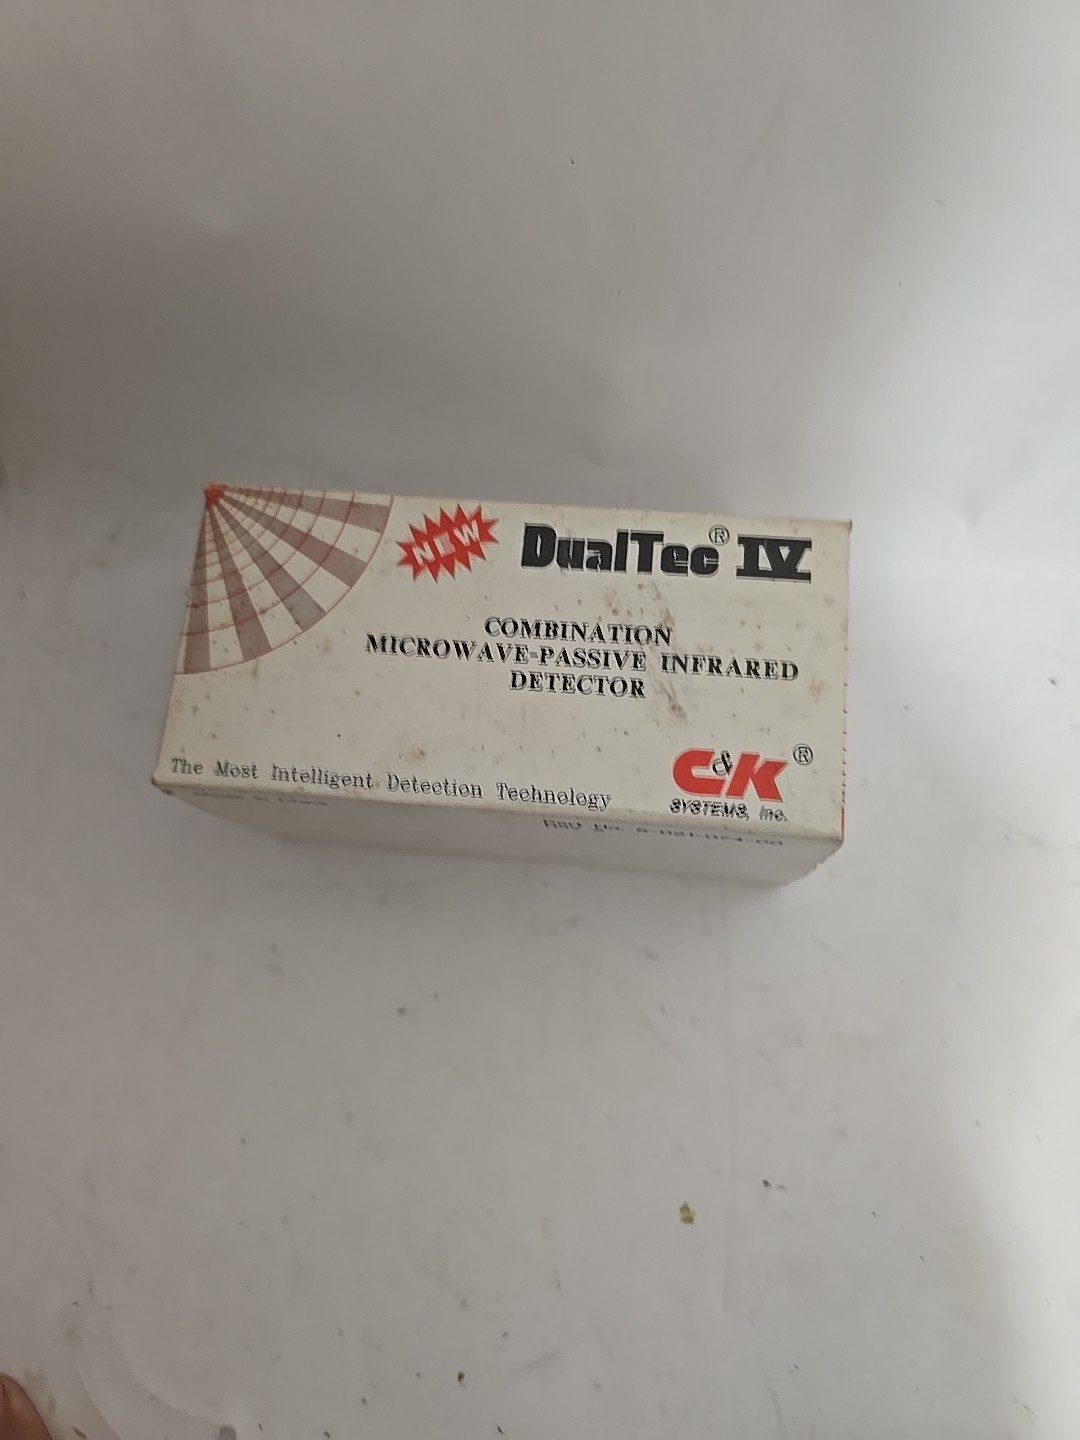 NEW
DualTec® IV
COMBINATION
MICROWAVE-PASSIVE INFRARED
DETECTOR
The Most Intelligent Detection Technology
C&K®
SYSTEMS, Inc.